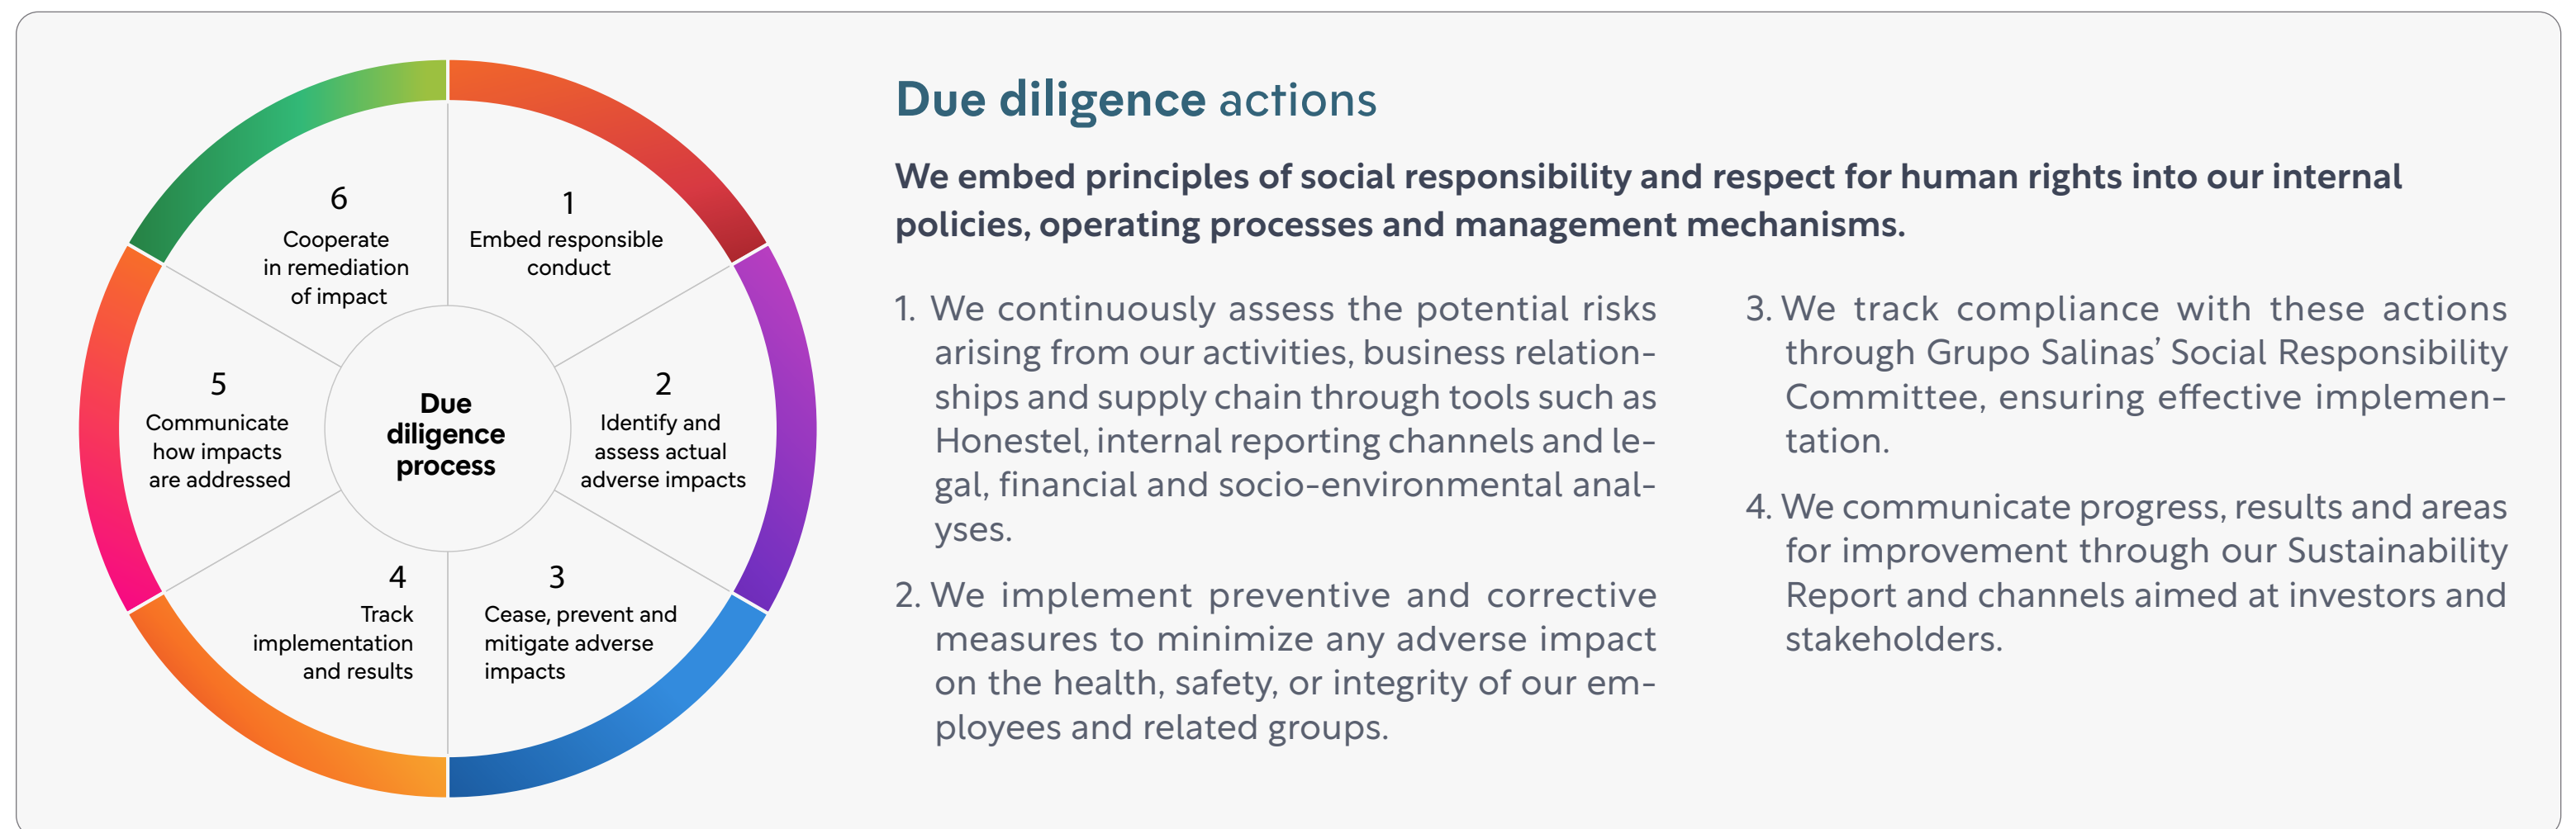 6
Cooperate
in remediation
of impact
1
Embed responsible
conduct
5
Communicate
how impacts
are addressed
Due
diligence
process
2
Identify and
assess actual
adverse impacts
4
Track
implementation
and results
3
Cease, prevent and
mitigate adverse
impacts
Due diligence actions
We embed principles of social responsibility and respect for human rights into our internal
policies, operating processes and management mechanisms.
1. We continuously assess the potential risks
arising from our activities, business relation-
ships and supply chain through tools such as
Honestel, internal reporting channels and le-
gal, financial and socio-environmental anal-
yses.
2. We implement preventive and corrective
measures to minimize any adverse impact
on the health, safety, or integrity of our em-
ployees and related groups.
3. We track compliance with these actions
through Grupo Salinas’ Social Responsibility
Committee, ensuring effective implemen-
tation.
4. We communicate progress, results and areas
for improvement through our Sustainability
Report and channels aimed at investors and
stakeholders.